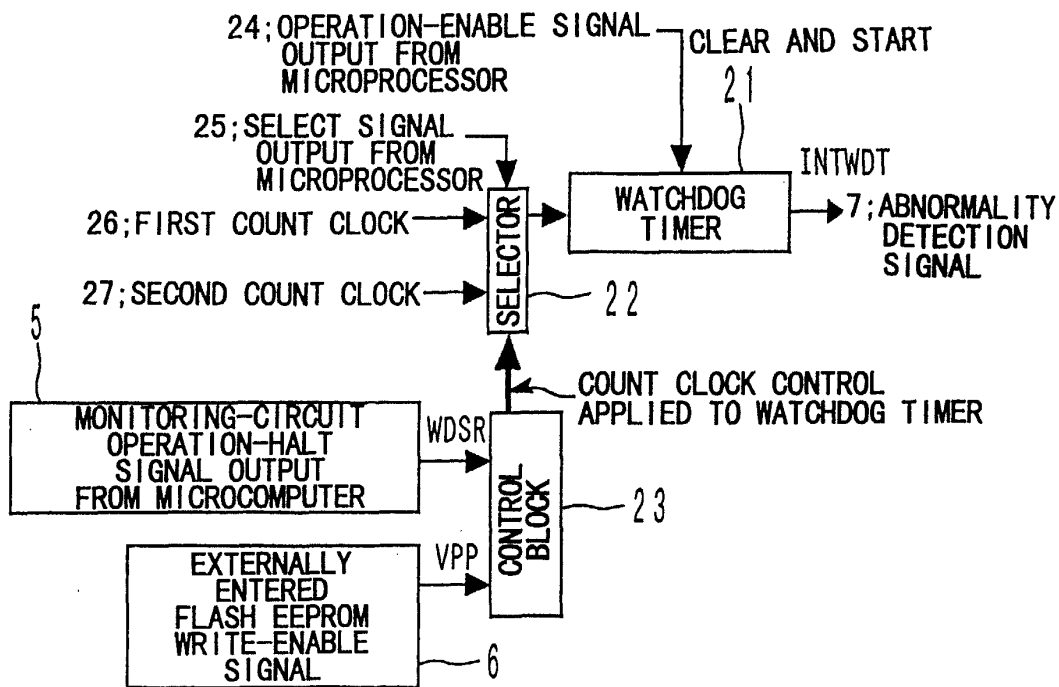 24;OPERATION-ENABLE SIGNAL
OUTPUT FROM
MICROPROCESSOR
CLEAR AND START
21
25;SELECT SIGNAL
OUTPUT FROM
MICROPROCESSOR
INTWDT
WATCHDOG
TIMER
7;ABNORMALITY
DETECTION
SIGNAL
26;FIRST COUNT CLOCK
SELECTOR
27;SECOND COUNT CLOCK
22
5
COUNT CLOCK CONTROL
APPLIED TO WATCHDOG TIMER
MONITORING-CIRCUIT
OPERATION-HALT
SIGNAL OUTPUT
FROM MICROCOMPUTER
WDSR
CONTROL
BLOCK
23
EXTERNALLY
ENTERED
FLASH EEPROM
WRITE-ENABLE
SIGNAL
VPP
6